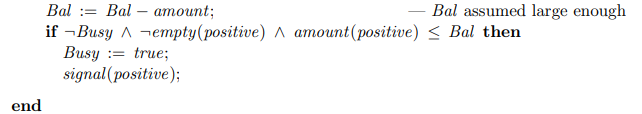 Bal := Bal − amount; — Bal assumed large enough
if ¬Busy ∧ ¬empty(positive) ∧ amount(positive) ≤ Bal then
Busy := true;
signal(positive);
end